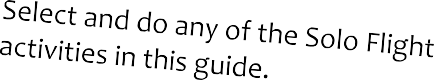 Select and do any of the Solo Flight
activities in this guide.